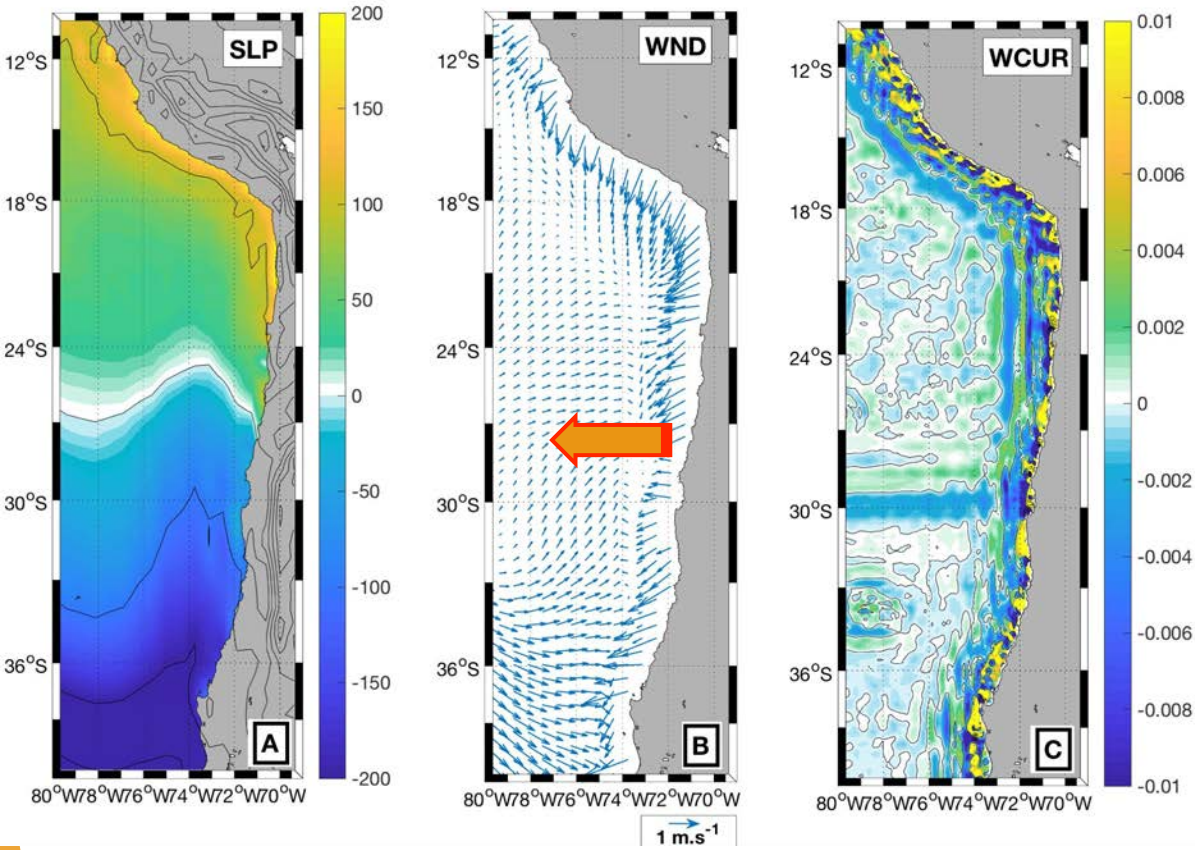 SLP
12°S
18°S
24°S
30°S
36°S
80°W78°W76°W74°W72°W70°W
A
200
150
100
50
0
-50
-100
-150
-200
WND
12°S
18°S
24°S
30°S
36°S
80°W78°W76°W74°W72°W70°W
B
1 m.s-1
WCUR
12°S
18°S
24°S
30°S
36°S
80°W78°W76°W74°W72°W70°W
C
0.01
0.008
0.006
0.004
0.002
0
-0.002
-0.004
-0.006
-0.008
-0.01